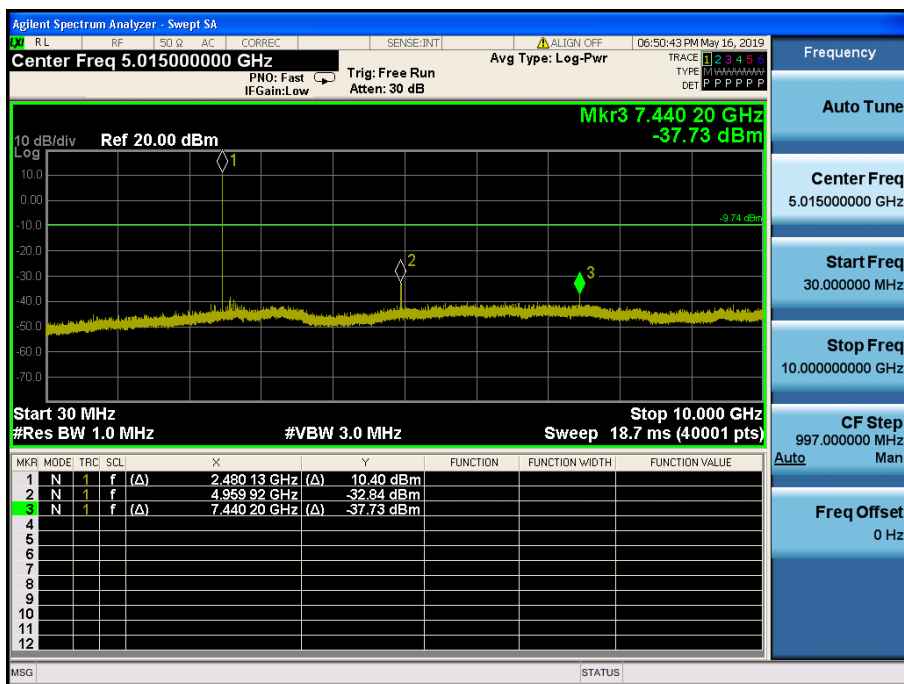 Agilent Spectrum Analyzer - Swept SA
LXI RL RF 50 Ω AC CORREC SENSE:INT ALIGN OFF 06:50:43 PM May 16, 2019
Center Freq 5.015000000 GHz
PNO: Fast
IFGain:Low
Trig: Free Run
Atten: 30 dB
Avg Type: Log-Pwr
TRACE 1 2 3 4 5 6
TYPE M WWWWW
DET P P P P P P
Mkr3 7.440 20 GHz
-37.73 dBm
10 dB/div Ref 20.00 dBm
Log
1
10.0
0.00
-9.74 dBm
-10.0
-20.0
2
-30.0
3
-40.0
-50.0
-60.0
-70.0
Start 30 MHz Stop 10.000 GHz
#Res BW 1.0 MHz #VBW 3.0 MHz Sweep 18.7 ms (40001 pts)
MKR MODE TRC SCL X Y FUNCTION FUNCTION WIDTH FUNCTION VALUE
1 N 1 f (Δ) 2.480 13 GHz (Δ) 10.40 dBm
2 N 1 f 4.959 92 GHz -32.84 dBm
3 N 1 f (Δ) 7.440 20 GHz (Δ) -37.73 dBm
4
5
6
7
8
9
10
11
12
MSG STATUS
Frequency
Auto Tune
Center Freq
5.015000000 GHz
Start Freq
30.000000 MHz
Stop Freq
10.000000000 GHz
CF Step
997.000000 MHz
Auto Man
Freq Offset
0 Hz